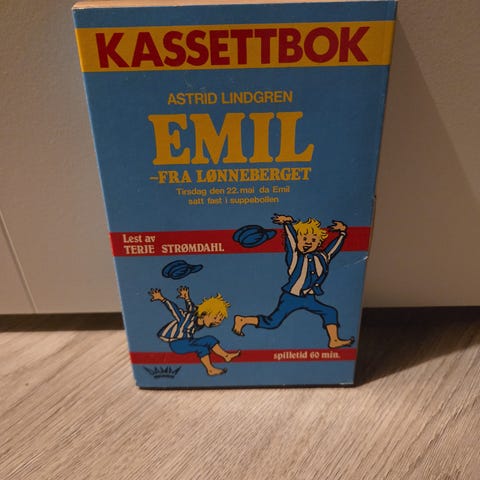 KASSETTBOK
ASTRID LINDGREN
EMIL
-FRA LØNNEBERGET
Tirsdag den 22. mai da Emil
satt fast i suppebollen
Lest av
TERJE STRØMDAHL
spilletid 60 min.
DAMM